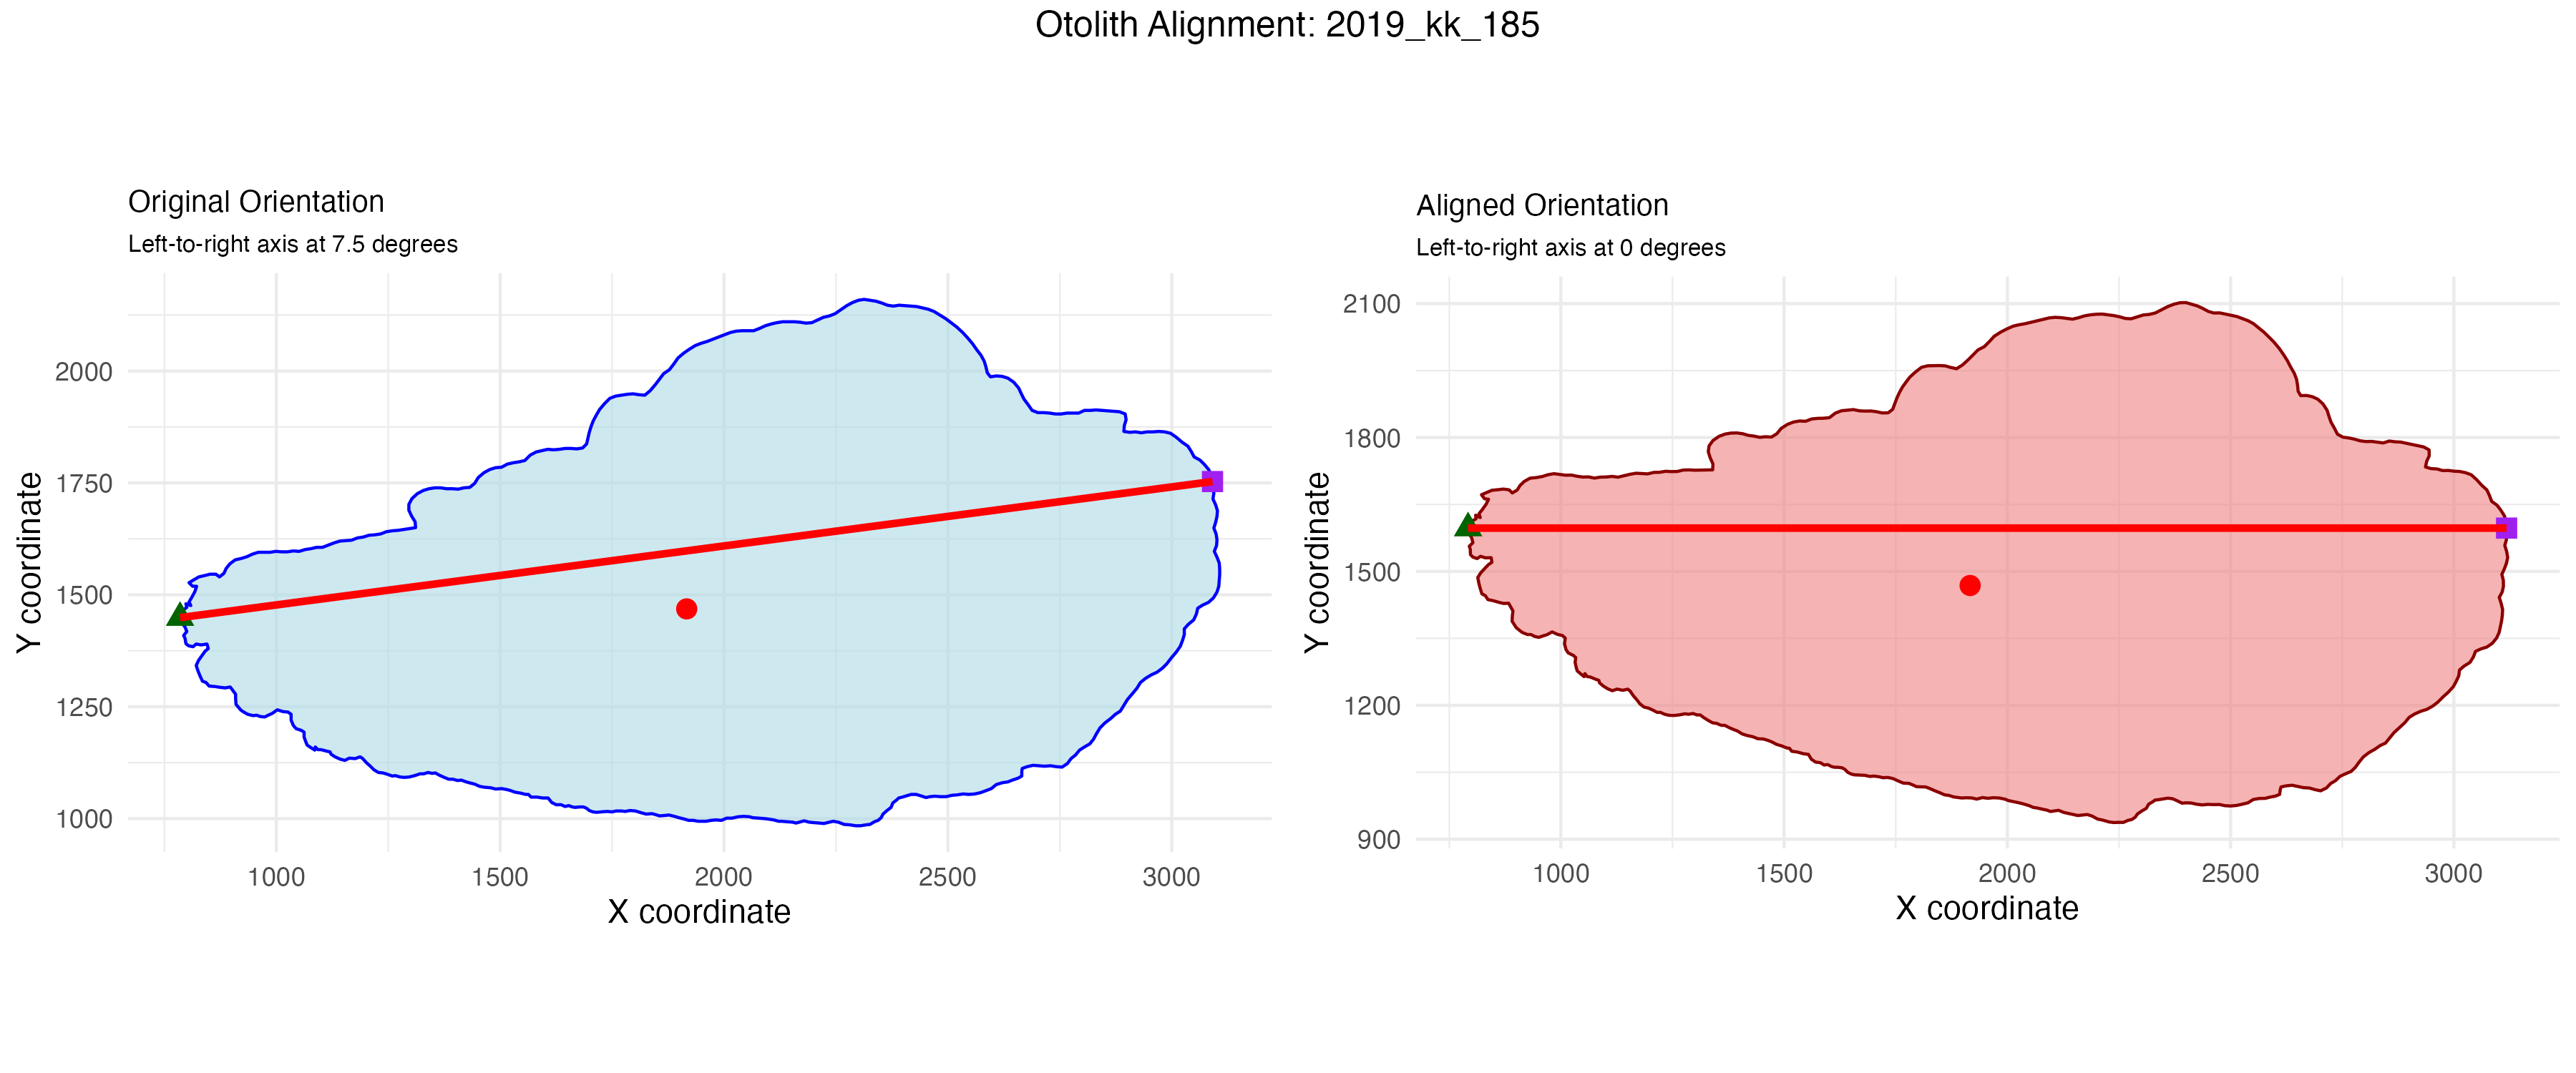 Otolith Alignment: 2019_kk_185
Original Orientation
Left-to-right axis at 7.5 degrees
2000
1750
1500
1250
1000
Y coordinate
1000 1500 2000 2500 3000
X coordinate
Aligned Orientation
Left-to-right axis at 0 degrees
2100
1800
1500
1200
900
Y coordinate
1000 1500 2000 2500 3000
X coordinate